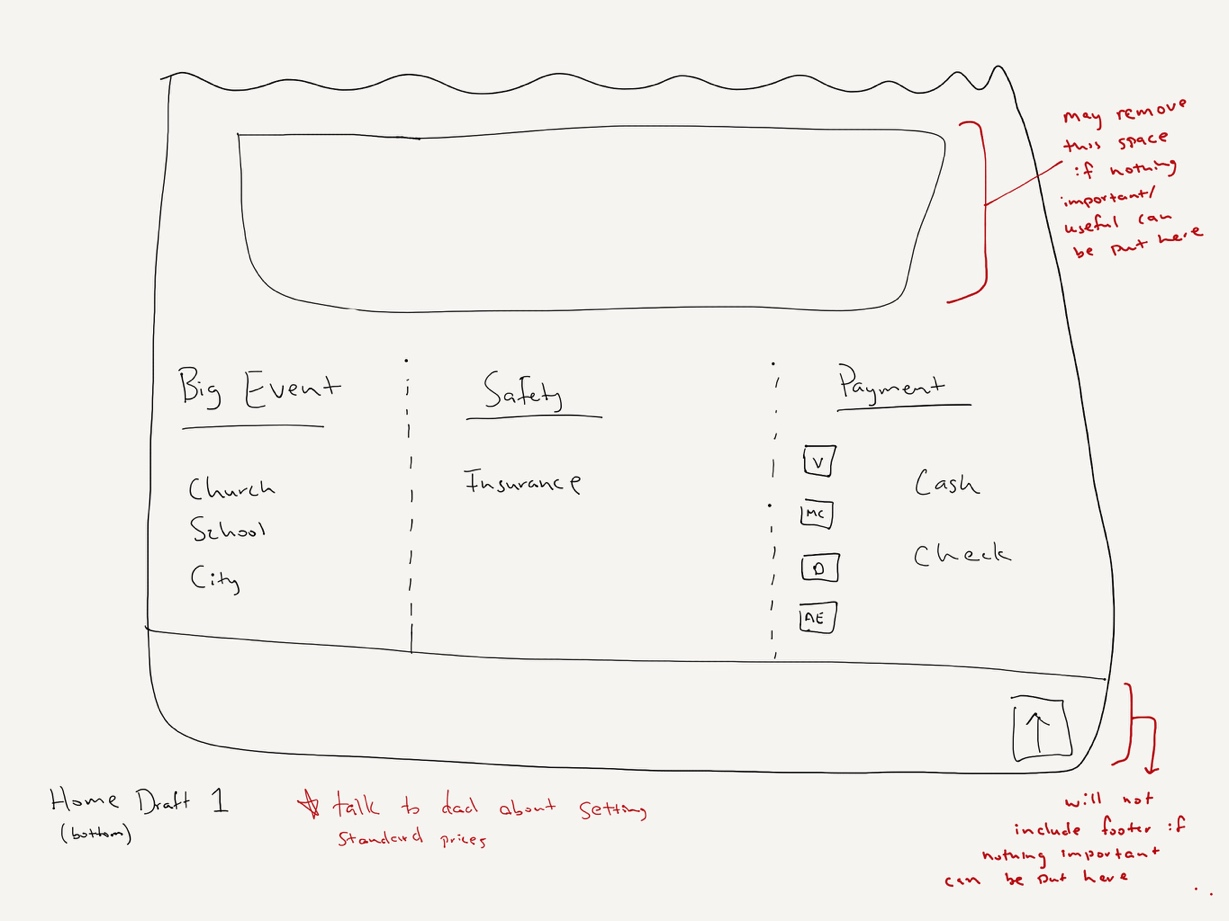 may remove
this space
if nothing
important/
useful can
be put here
Big Event
Church
School
City
Safety
Insurance
Payment
V
MC
D
AE
Cash
Check
Home Draft 1
(bottom)
☆ talk to dad about setting
standard prices
will not
include footer if
nothing important
can be put here